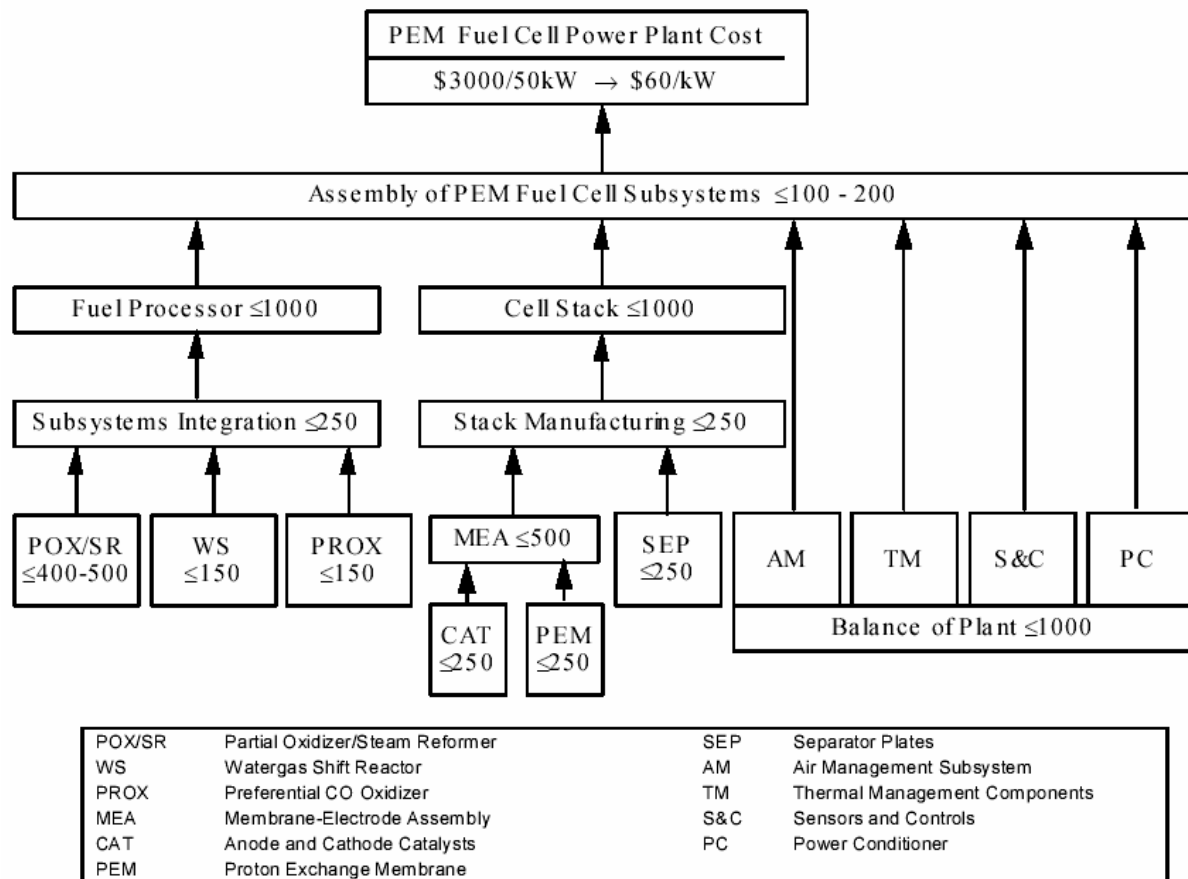 PEM Fuel Cell Power Plant Cost
$3000/50kW → $60/kW
Assembly of PEM Fuel Cell Subsystems ≤100 - 200
Fuel Processor ≤1000
Cell Stack ≤1000
Subsystems Integration ≤250
Stack Manufacturing ≤250
POX/SR
≤400-500
WS
≤150
PROX
≤150
MEA ≤500
CAT
≤250
PEM
≤250
SEP
≤250
AM
TM
S&C
PC
Balance of Plant ≤1000
POX/SR Partial Oxidizer/Steam Reformer
WS Watergas Shift Reactor
PROX Preferential CO Oxidizer
MEA Membrane-Electrode Assembly
CAT Anode and Cathode Catalysts
PEM Proton Exchange Membrane
SEP Separator Plates
AM Air Management Subsystem
TM Thermal Management Components
S&C Sensors and Controls
PC Power Conditioner